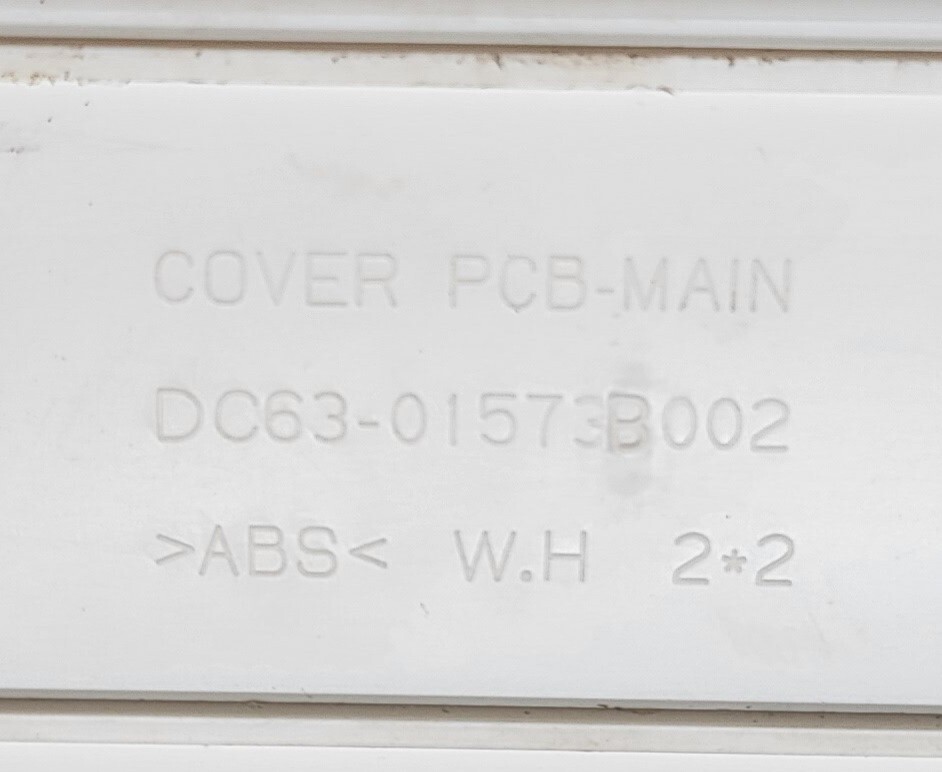 COVER PCB-MAIN
DC63-01573B002
>ABS< W.H 2*2